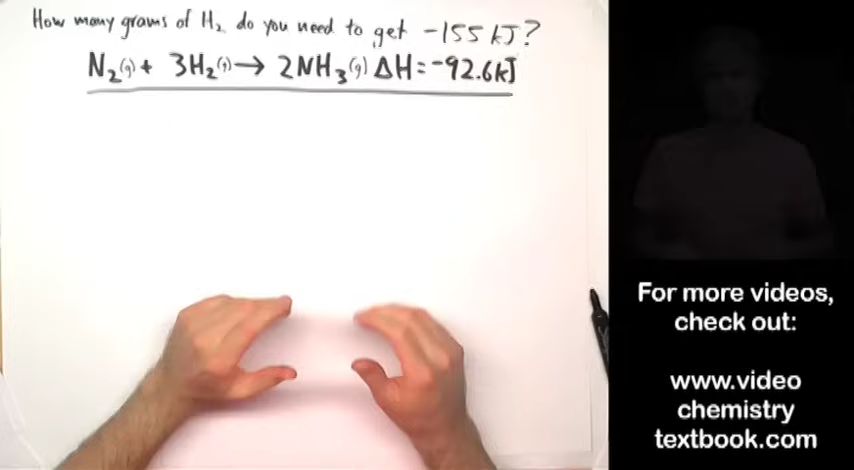 How many grams of H₂ do you need to get -155 kJ?
N₂(g) + 3H₂(g) → 2NH₃(g) ΔH = -92.6kJ
For more videos,
check out:
www.video
chemistry
textbook.com